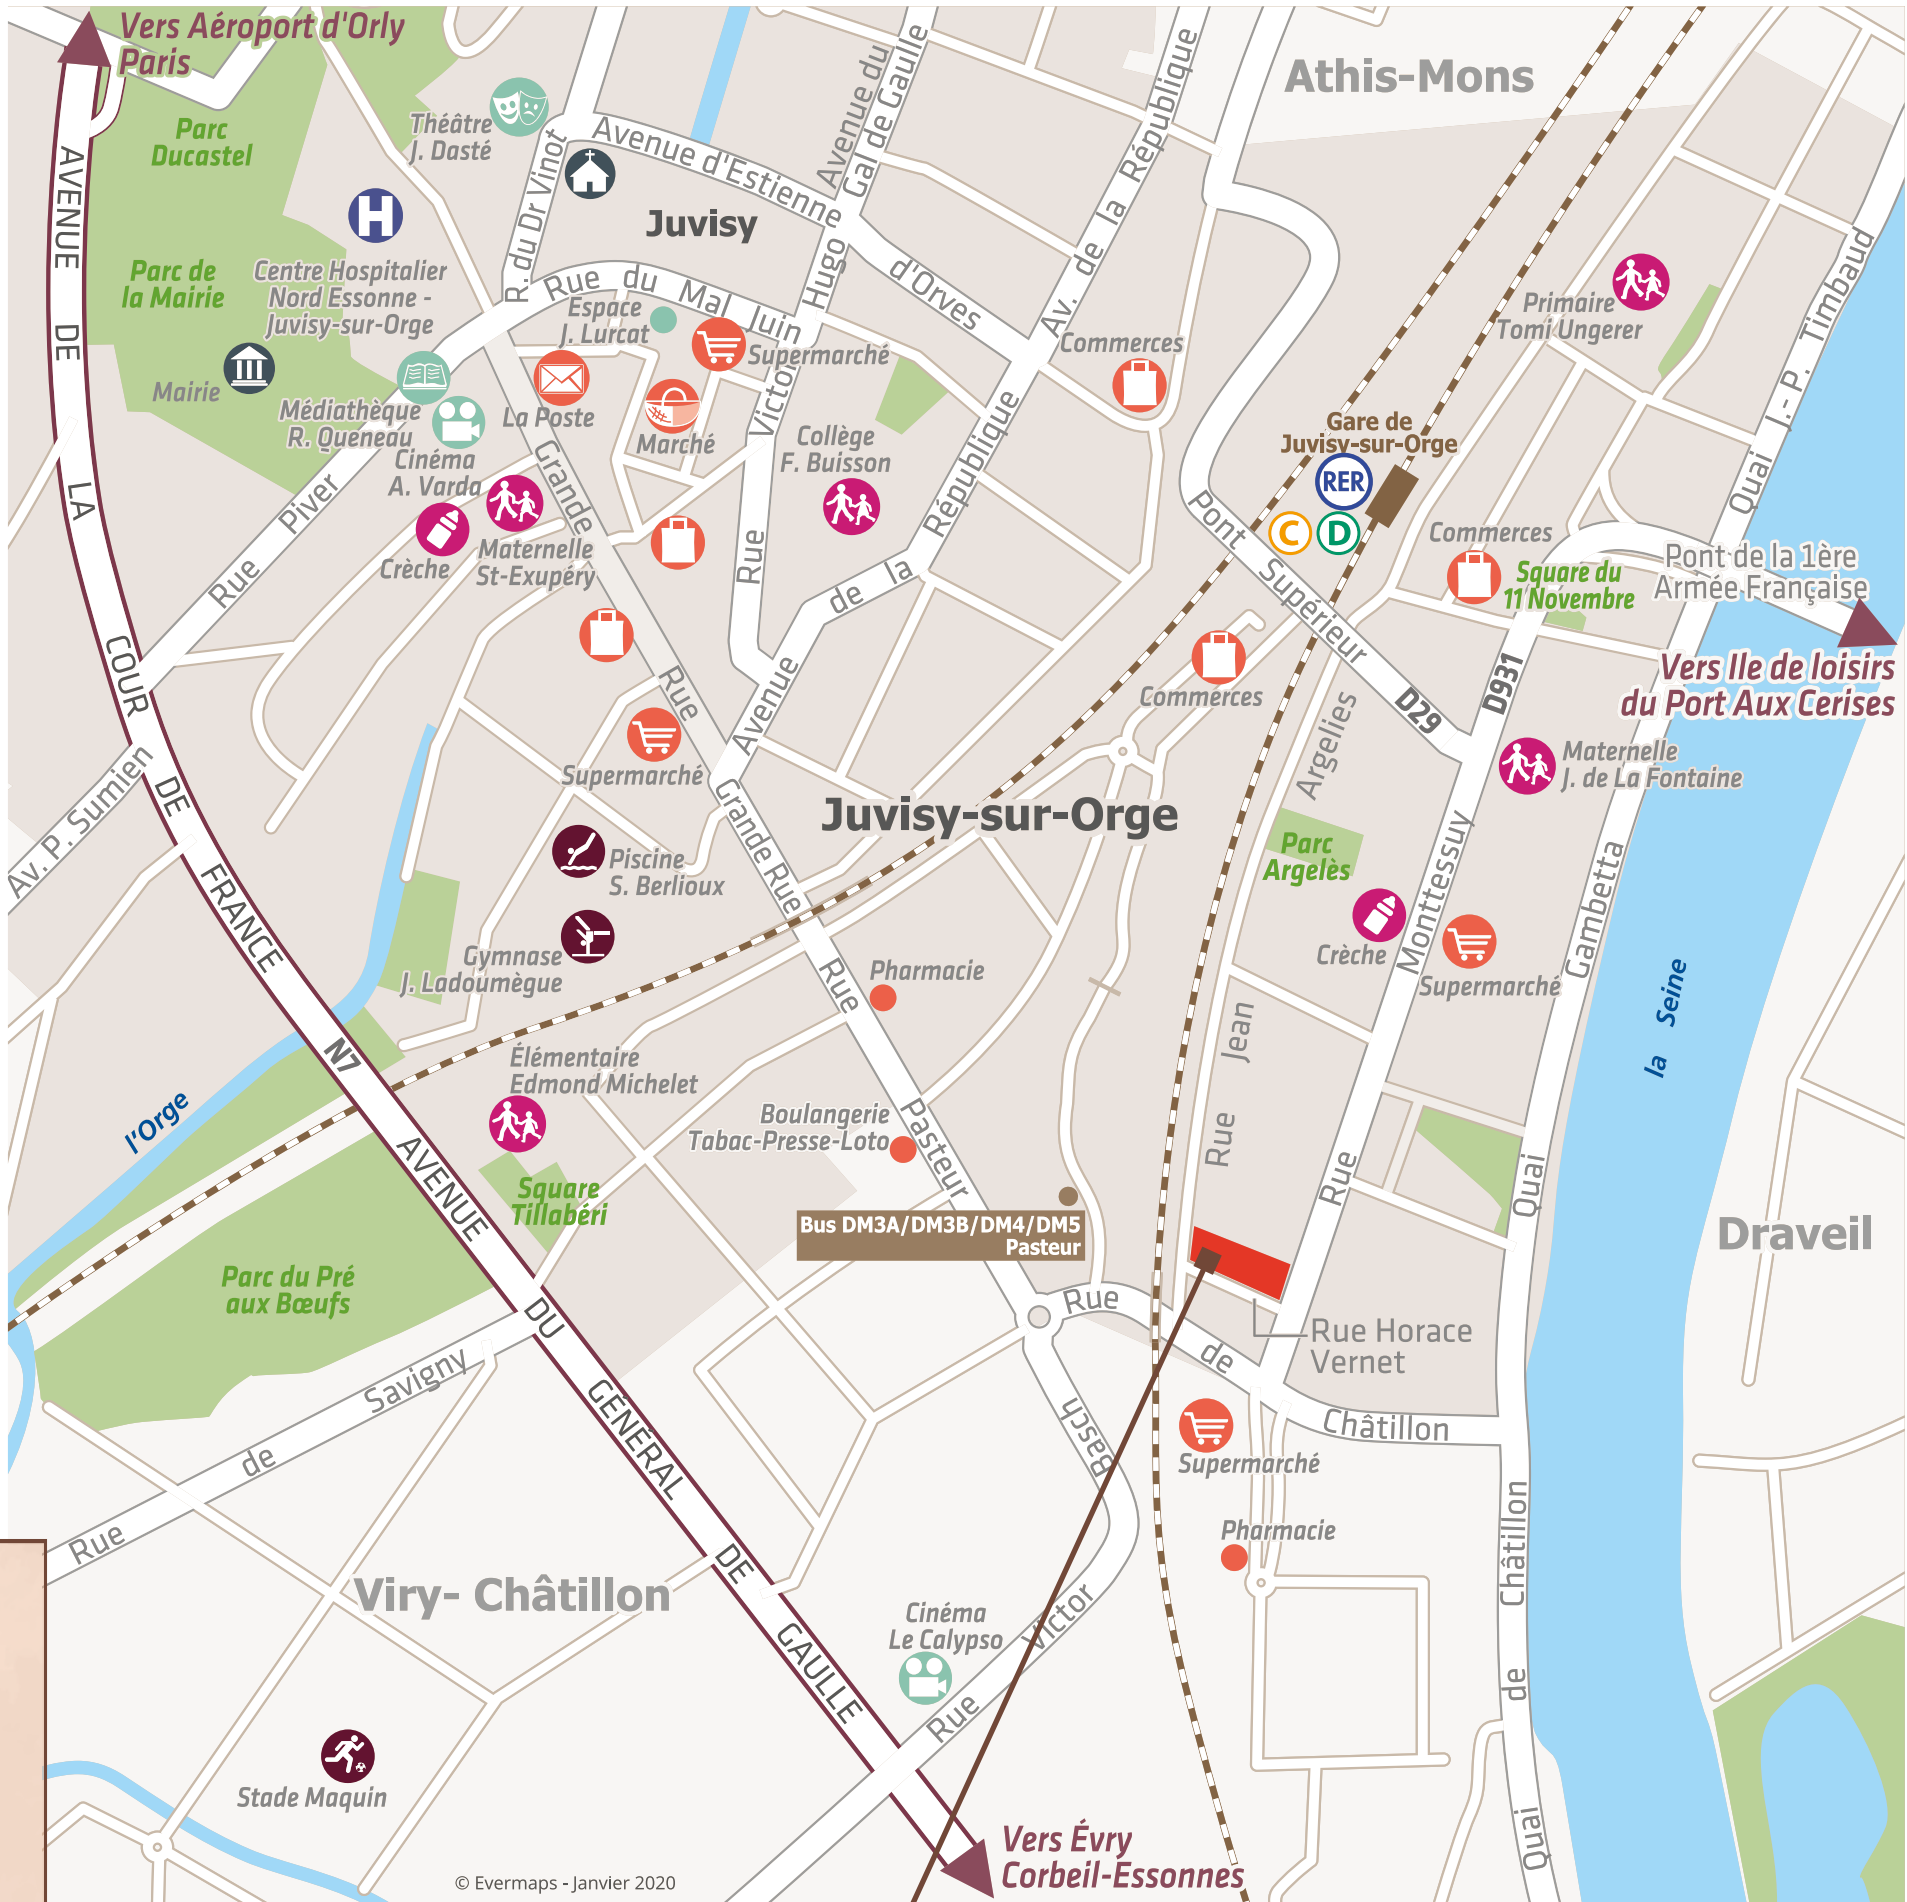 Vers Aéroport d'Orly
Paris
Athis-Mons
Parc
Ducastel
Théâtre
J. Dasté
Avenue d'Estienne
d'Orves
Avenue du
Gal de Gaulle
Av. de la République
R. du Dr Vinot
Juvisy
H
Parc de
la Mairie
Centre Hospitalier
Nord Essonne -
Juvisy-sur-Orge
Rue du Mal Juin
Espace
J. Lurcat
Supermarché
Rue Victor Hugo
Commerces
Primaire
Tomi Ungerer
Quai J.-P. Timbaud
Mairie
Médiathèque
R. Queneau
La Poste
Marché
Cinéma
A. Varda
Collège
F. Buisson
Gare de
Juvisy-sur-Orge
RER
C
D
Commerces
Square du
11 Novembre
Pont de la 1ère
Armée Française
Vers Ile de loisirs
du Port Aux Cerises
Crèche
Maternelle
St-Exupéry
Rue Piver
Grande Rue
Avenue de la République
Pont Supérieur
D29
D931
Commerces
Maternelle
J. de La Fontaine
AVENUE DE LA COUR DE FRANCE
Av. P. Sumien
Supermarché
Grande Rue
Juvisy-sur-Orge
Piscine
S. Berlioux
Gymnase
J. Ladoumègue
Parc
Argelès
Crèche
Supermarché
Rue Jean Argelies
Rue Monttessuy
Quai Gambetta
la Seine
Rue Pasteur
Pharmacie
N7
l'Orge
Élémentaire
Edmond Michelet
Boulangerie
Tabac-Presse-Loto
Square
Tillabéri
Bus DM3A/DM3B/DM4/DM5
Pasteur
Draveil
Parc du Pré
aux Bœufs
AVENUE DU GÉNÉRAL DE GAULLE
Rue de Savigny
Rue de Châtillon
Rue Horace
Vernet
Supermarché
Pharmacie
Quai de Châtillon
Quai
Viry- Châtillon
Cinéma
Le Calypso
Rue Victor Basch
Stade Maquin
Vers Évry
Corbeil-Essonnes
© Evermaps - Janvier 2020